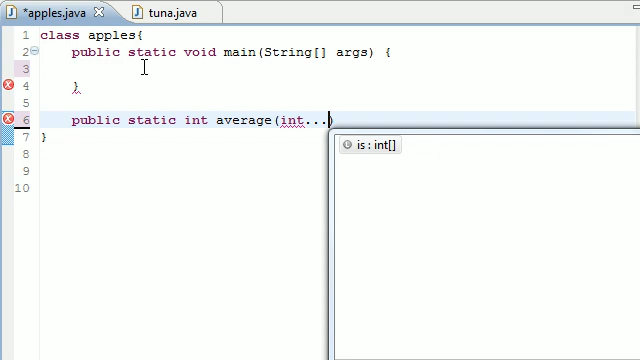 *apples.java
tuna.java
1 class apples{
2 public static void main(String[] args) {
3
4 }
5
6 public static int average(int...)
7 }
8
9
10
is : int[]